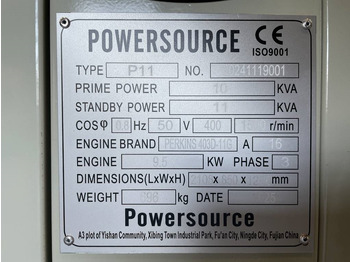 POWERSOURCE CE
ISO9001
TYPE P11 NO.
PRIME POWER 10 KVA
STANDBY POWER 11 KVA
COSφ 0.8 Hz 50 V 400 r/min
ENGINE BRAND PERKINS 403D-11G A 16
ENGINE 9.5 KW PHASE 3
DIMENSIONS(LxWxH) mm
WEIGHT kg DATE
Powersource
A3 plot of Yishan Community, Xibing Town Industrial Park, Fu'an City, Ningde City, Fujian China